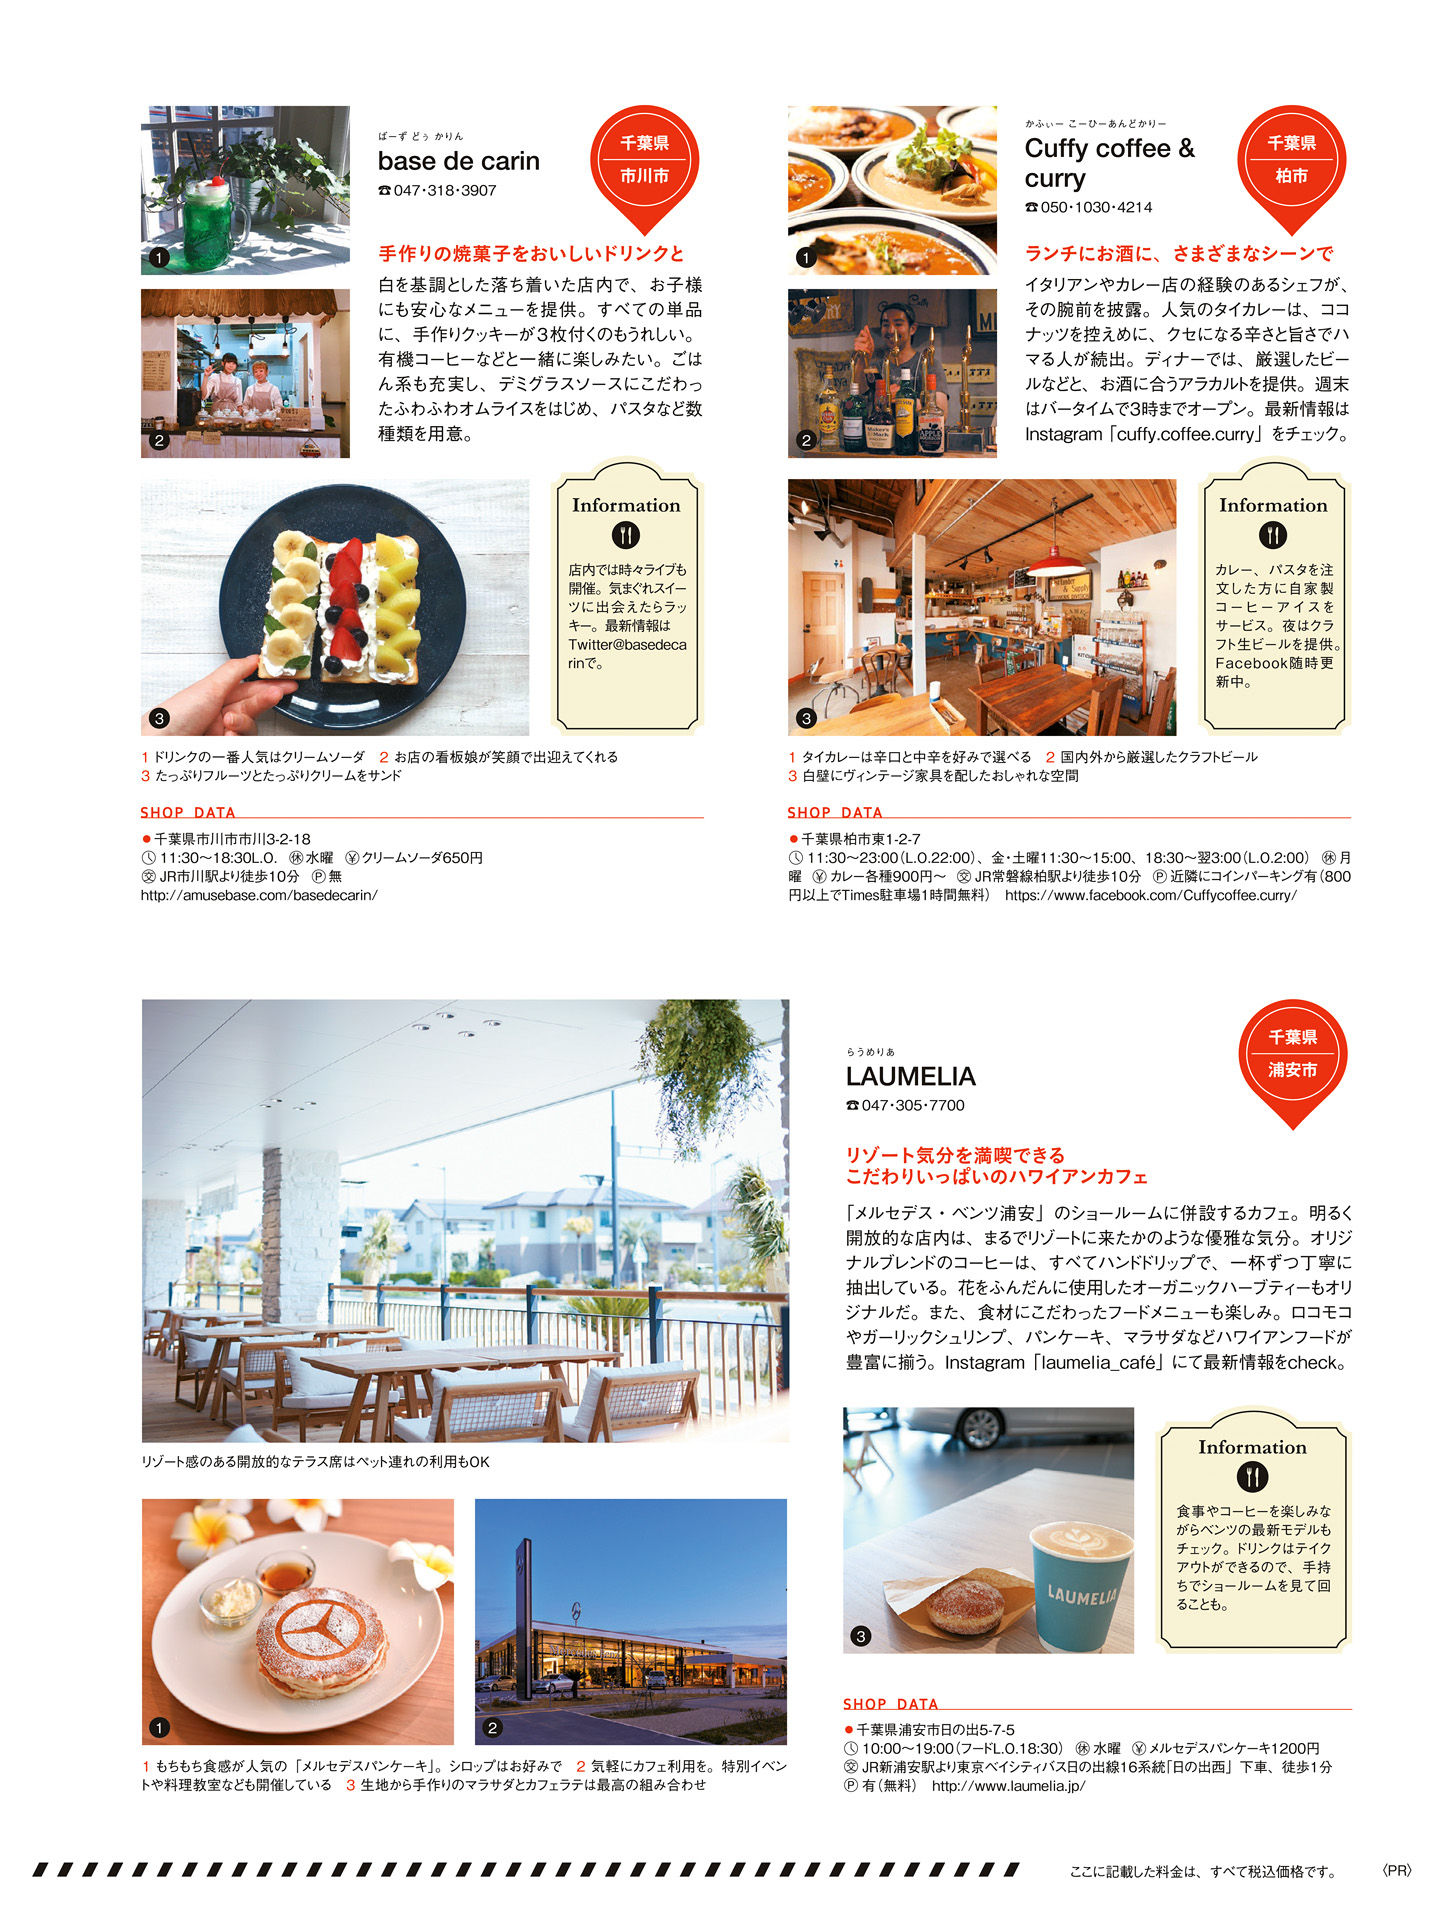 ばーず どぅ かりん
base de carin
☎047・318・3907
千葉県
市川市
手作りの焼菓子をおいしいドリンクと
白を基調とした落ち着いた店内で、お子様
にも安心なメニューを提供。すべての単品
に、手作りクッキーが３枚付くのもうれしい。
有機コーヒーなどと一緒に楽しみたい。ごは
ん系も充実し、デミグラスソースにこだわっ
たふわふわオムライスをはじめ、パスタなど数
種類を用意。
1
2
3
Information
店内では時々ライブも
開催。気まぐれスイー
ツに出会えたらラッ
キー。最新情報は
Twitter@basedeca
rinで。
1 ドリンクの一番人気はクリームソーダ 2 お店の看板娘が笑顔で出迎えてくれる
3 たっぷりフルーツとたっぷりクリームをサンド
SHOP DATA
●千葉県市川市市川3-2-18
11:30〜18:30L.O. ㊡水曜 ¥クリームソーダ650円
交JR市川駅より徒歩10分 Ⓟ無
http://amusebase.com/basedecarin/
かふぃー こーひーあんどかりー
Cuffy coffee &
curry
☎050・1030・4214
千葉県
柏市
ランチにお酒に、さまざまなシーンで
イタリアンやカレー店の経験のあるシェフが、
その腕前を披露。人気のタイカレーは、ココ
ナッツを控えめに、クセになる辛さと旨さでハ
マる人が続出。ディナーでは、厳選したビー
ルなどと、お酒に合うアラカルトを提供。週末
はバータイムで3時までオープン。最新情報は
Instagram「cuffy.coffee.curry」をチェック。
1
2
3
Information
カレー、パスタを注
文した方に自家製
コーヒーアイスを
サービス。夜はクラ
フト生ビールを提供。
Facebook随時更
新中。
1 タイカレーは辛口と中辛を好みで選べる 2 国内外から厳選したクラフトビール
3 白壁にヴィンテージ家具を配したおしゃれな空間
SHOP DATA
●千葉県柏市東1-2-7
11:30〜23:00（L.O.22:00）、金・土曜11:30〜15:00、18:30〜翌3:00（L.O.2:00） ㊡月
曜 ¥カレー各種900円〜 交JR常磐線柏駅より徒歩10分 Ⓟ近隣にコインパーキング有（800
円以上でTimes駐車場1時間無料） https://www.facebook.com/Cuffycoffee.curry/
リゾート感のある開放的なテラス席はペット連れの利用もOK
らうめりあ
LAUMELIA
☎047・305・7700
千葉県
浦安市
リゾート気分を満喫できる
こだわりいっぱいのハワイアンカフェ
「メルセデス・ベンツ浦安」のショールームに併設するカフェ。明るく
開放的な店内は、まるでリゾートに来たかのような優雅な気分。オリジ
ナルブレンドのコーヒーは、すべてハンドドリップで、一杯ずつ丁寧に
抽出している。花をふんだんに使用したオーガニックハーブティーもオリ
ジナルだ。また、食材にこだわったフードメニューも楽しみ。ロコモコ
やガーリックシュリンプ、パンケーキ、マラサダなどハワイアンフードが
豊富に揃う。Instagram「laumelia_café」にて最新情報をcheck。
1
2
LAUMELIA
3
Information
食事やコーヒーを楽しみな
がらベンツの最新モデルも
チェック。ドリンクはテイク
アウトができるので、手持
ちでショールームを見て回
ることも。
1 もちもち食感が人気の「メルセデスパンケーキ」。シロップはお好みで 2 気軽にカフェ利用を。特別イベン
トや料理教室なども開催している 3 生地から手作りのマラサダとカフェラテは最高の組み合わせ
SHOP DATA
●千葉県浦安市日の出5-7-5
10:00〜19:00（フードL.O.18:30） ㊡水曜 ¥メルセデスパンケーキ1200円
交JR新浦安駅より東京ベイシティバス日の出線16系統「日の出西」下車、徒歩1分
Ⓟ有（無料） http://www.laumelia.jp/
ここに記載した料金は、すべて税込価格です。 〈PR〉